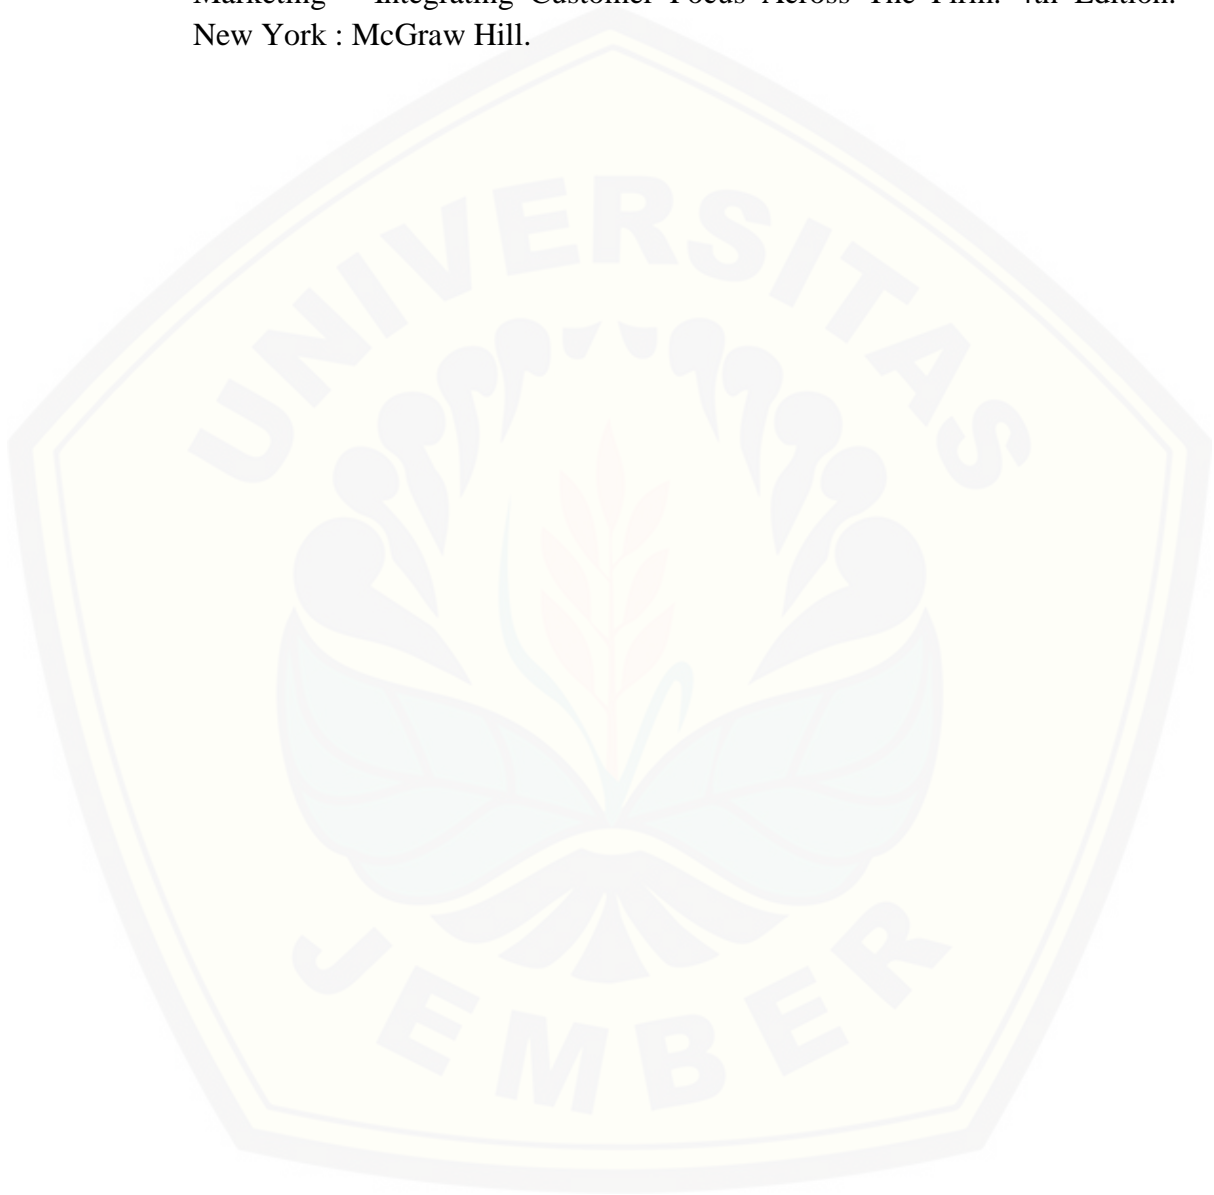 Marketing – Integrating Customer Focus Across The Firm. 4th Edition.
New York : McGraw Hill.
UNIVERSITAS
JEMBER